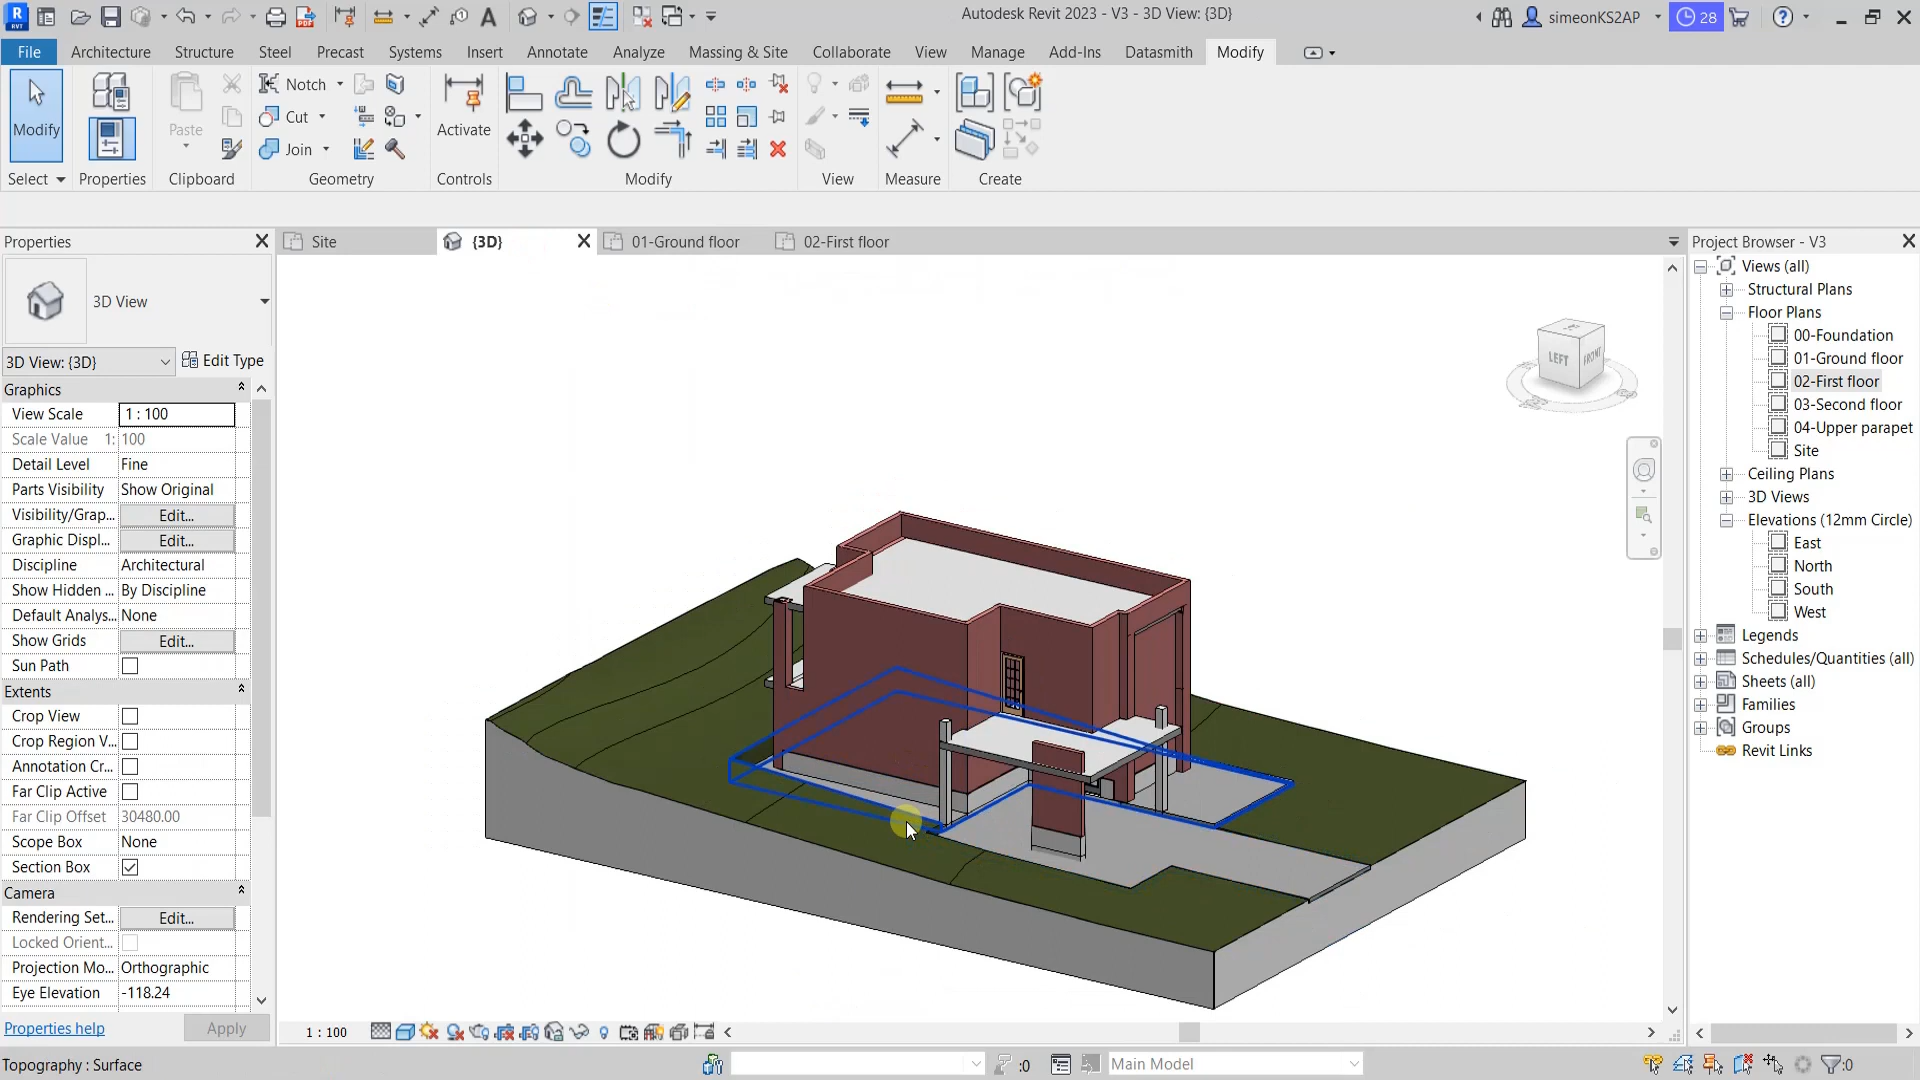 Autodesk Revit 2023 - V3 - 3D View: {3D}
simeonKS2AP
28
File Architecture Structure Steel Precast Systems Insert Annotate Analyze Massing & Site Collaborate View Manage Add-Ins Datasmith Modify
Modify
Paste
Notch
Cut
Join
Activate
Select Properties Clipboard Geometry Controls Modify View Measure Create
Properties
Site
{3D}
01-Ground floor
02-First floor
Project Browser - V3
3D View
3D View: {3D}
Edit Type
Graphics
View Scale 1 : 100
Scale Value 1: 100
Detail Level Fine
Parts Visibility Show Original
Visibility/Grap... Edit...
Graphic Displ... Edit...
Discipline Architectural
Show Hidden ... By Discipline
Default Analys... None
Show Grids Edit...
Sun Path
Extents
Crop View
Crop Region V...
Annotation Cr...
Far Clip Active
Far Clip Offset 30480.00
Scope Box None
Section Box
Camera
Rendering Set... Edit...
Locked Orient...
Projection Mo... Orthographic
Eye Elevation -118.24
Properties help
Apply
LEFT
FRONT
Views (all)
Structural Plans
Floor Plans
00-Foundation
01-Ground floor
02-First floor
03-Second floor
04-Upper parapet
Site
Ceiling Plans
3D Views
Elevations (12mm Circle)
East
North
South
West
Legends
Schedules/Quantities (all)
Sheets (all)
Families
Groups
Revit Links
1 : 100
Topography : Surface
:0
Main Model
:0